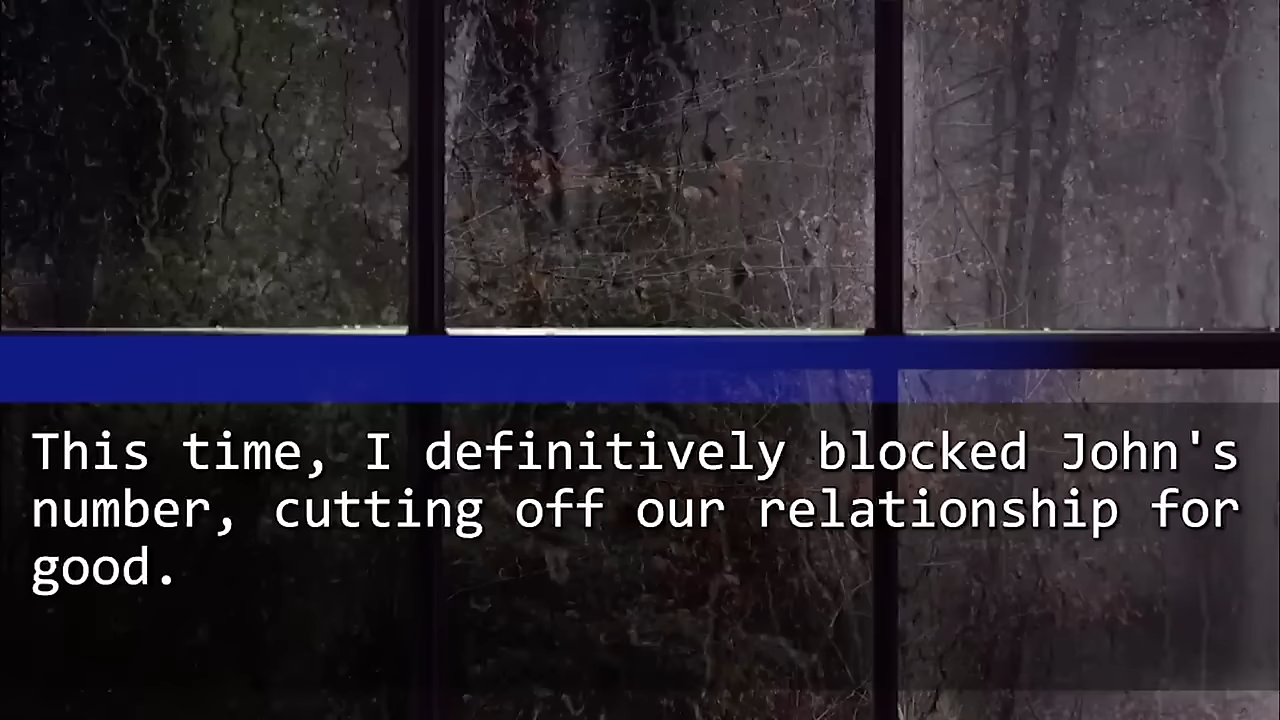 This time, I definitively blocked John's
number, cutting off our relationship for
good.